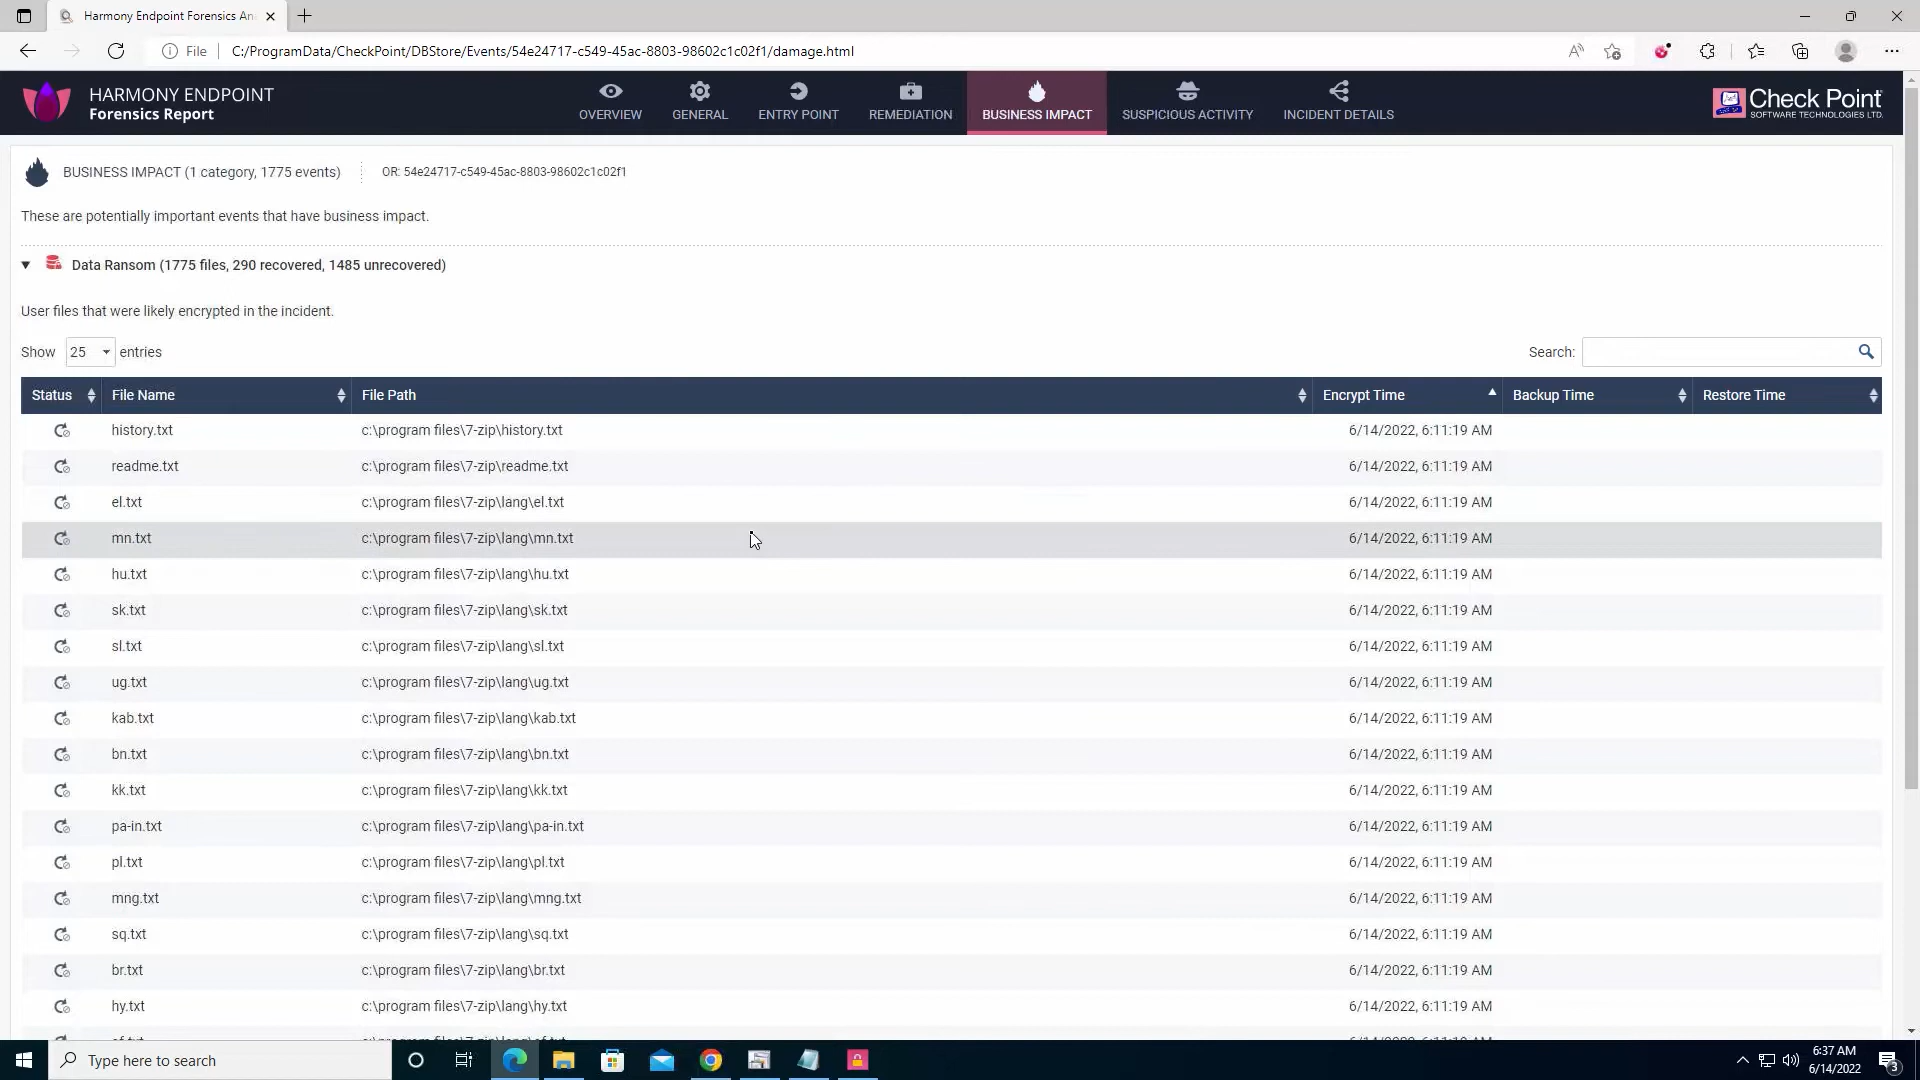 Harmony Endpoint Forensics An
File
C:/ProgramData/CheckPoint/DBStore/Events/54e24717-c549-45ac-8803-98602c1c02f1/damage.html
HARMONY ENDPOINT
Forensics Report
OVERVIEW
GENERAL
ENTRY POINT
REMEDIATION
BUSINESS IMPACT
SUSPICIOUS ACTIVITY
INCIDENT DETAILS
Check Point
SOFTWARE TECHNOLOGIES LTD.
BUSINESS IMPACT (1 category, 1775 events) OR: 54e24717-c549-45ac-8803-98602c1c02f1
These are potentially important events that have business impact.
Data Ransom (1775 files, 290 recovered, 1485 unrecovered)
User files that were likely encrypted in the incident.
Show 25 entries Search:
Status File Name File Path Encrypt Time Backup Time Restore Time
history.txt c:\program files\7-zip\history.txt 6/14/2022, 6:11:19 AM
readme.txt c:\program files\7-zip\readme.txt 6/14/2022, 6:11:19 AM
el.txt c:\program files\7-zip\lang\el.txt 6/14/2022, 6:11:19 AM
mn.txt c:\program files\7-zip\lang\mn.txt 6/14/2022, 6:11:19 AM
hu.txt c:\program files\7-zip\lang\hu.txt 6/14/2022, 6:11:19 AM
sk.txt c:\program files\7-zip\lang\sk.txt 6/14/2022, 6:11:19 AM
sl.txt c:\program files\7-zip\lang\sl.txt 6/14/2022, 6:11:19 AM
ug.txt c:\program files\7-zip\lang\ug.txt 6/14/2022, 6:11:19 AM
kab.txt c:\program files\7-zip\lang\kab.txt 6/14/2022, 6:11:19 AM
bn.txt c:\program files\7-zip\lang\bn.txt 6/14/2022, 6:11:19 AM
kk.txt c:\program files\7-zip\lang\kk.txt 6/14/2022, 6:11:19 AM
pa-in.txt c:\program files\7-zip\lang\pa-in.txt 6/14/2022, 6:11:19 AM
pl.txt c:\program files\7-zip\lang\pl.txt 6/14/2022, 6:11:19 AM
mng.txt c:\program files\7-zip\lang\mng.txt 6/14/2022, 6:11:19 AM
sq.txt c:\program files\7-zip\lang\sq.txt 6/14/2022, 6:11:19 AM
br.txt c:\program files\7-zip\lang\br.txt 6/14/2022, 6:11:19 AM
hy.txt c:\program files\7-zip\lang\hy.txt 6/14/2022, 6:11:19 AM
Type here to search
6:37 AM
6/14/2022
3